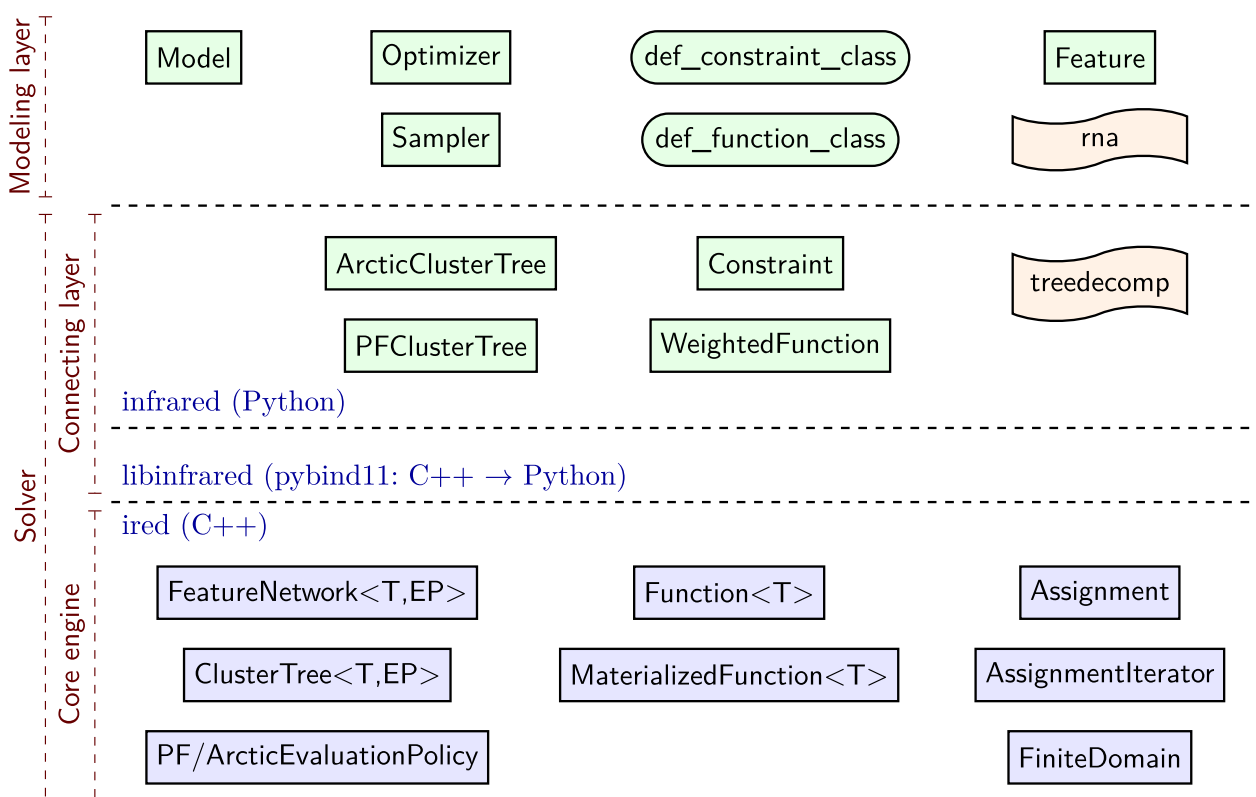 Modeling layer
Model
Optimizer
def_constraint_class
Feature
Sampler
def_function_class
rna
Solver
Connecting layer
ArcticClusterTree
Constraint
treedecomp
PFClusterTree
WeightedFunction
infrared (Python)
libinfrared (pybind11: C++ → Python)
Core engine
ired (C++)
FeatureNetwork<T,EP>
Function<T>
Assignment
ClusterTree<T,EP>
MaterializedFunction<T>
AssignmentIterator
PF/ArcticEvaluationPolicy
FiniteDomain